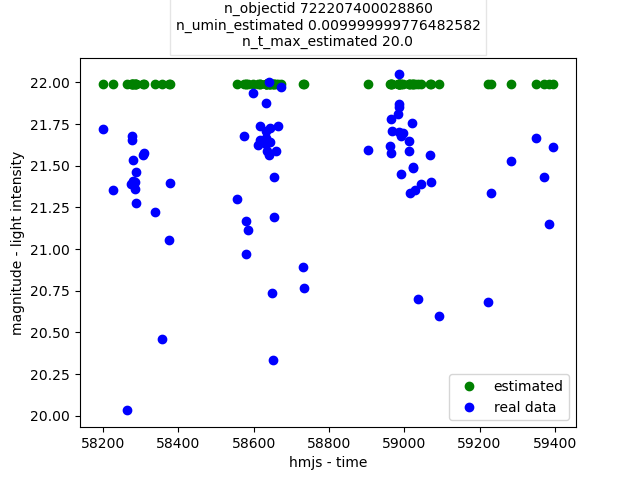 n_objectid 722207400028860
n_umin_estimated 0.009999999776482582
n_t_max_estimated 20.0
22.00
21.75
21.50
21.25
21.00
20.75
20.50
20.25
20.00
magnitude - light intensity
estimated
real data
58200 58400 58600 58800 59000 59200 59400
hmjs - time